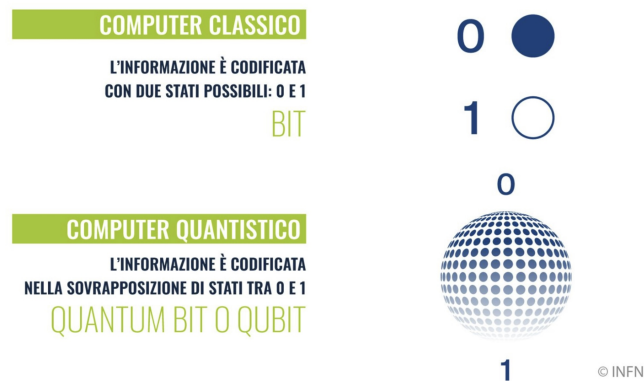 COMPUTER CLASSICO
L'INFORMAZIONE È CODIFICATA
CON DUE STATI POSSIBILI: 0 E 1
BIT
0
1
COMPUTER QUANTISTICO
L'INFORMAZIONE È CODIFICATA
NELLA SOVRAPPOSIZIONE DI STATI TRA 0 E 1
QUANTUM BIT O QUBIT
0
1
© INFN